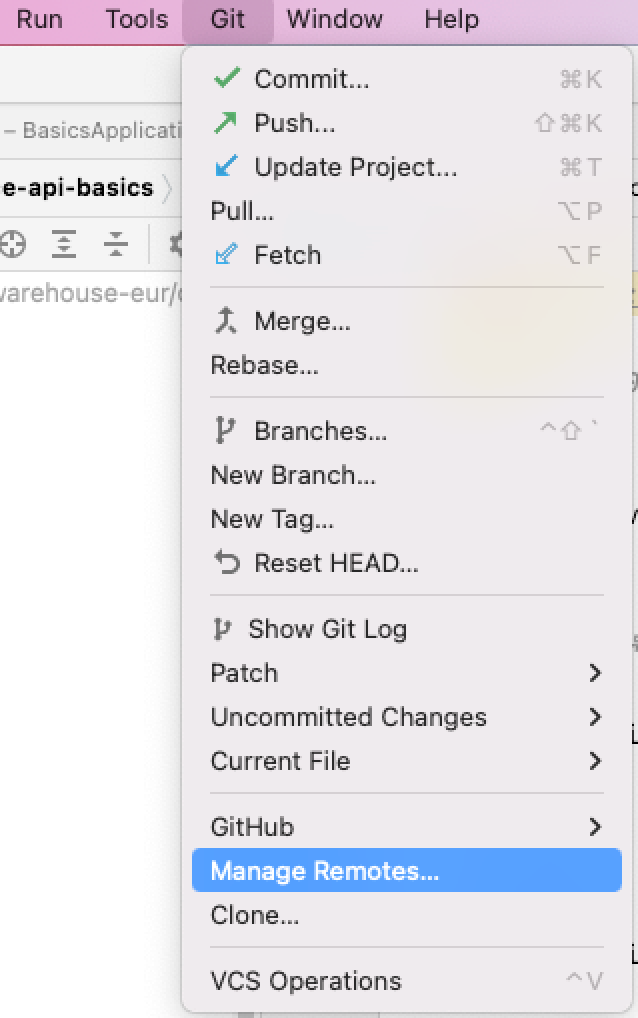 Run Tools Git Window Help
– BasicsApplicati
e-api-basics
warehouse-eur/
Commit... ⌘K
Push... ⇧⌘K
Update Project... ⌘T
Pull... ⌥P
Fetch ⌥F
Merge...
Rebase...
Branches... ^⇧`
New Branch...
New Tag...
Reset HEAD...
Show Git Log
Patch
Uncommitted Changes
Current File
GitHub
Manage Remotes...
Clone...
VCS Operations ^V